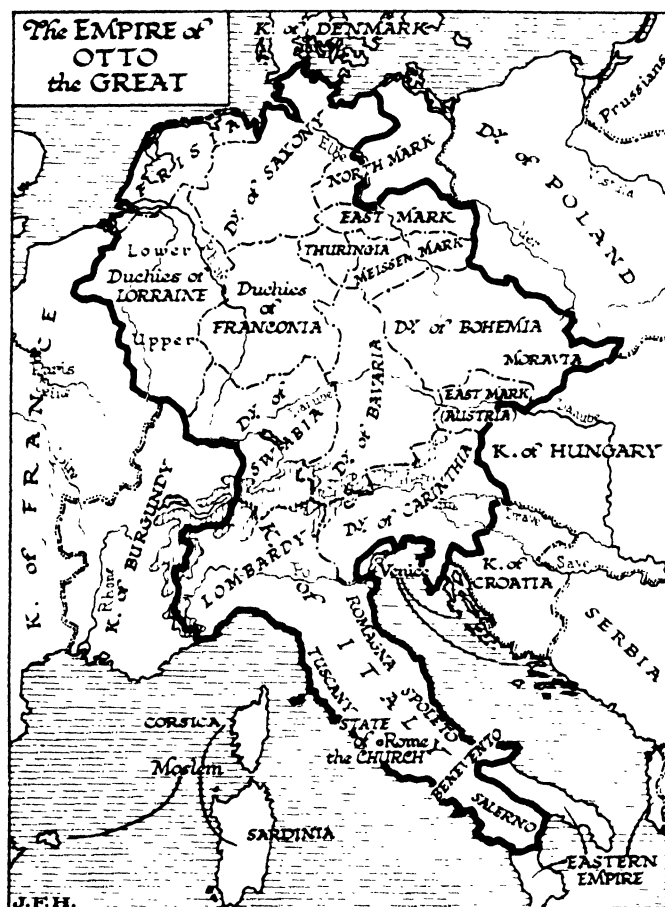 The EMPIRE of
OTTO
the GREAT
K. of DENMARK
Prussians
FRISIA
Dy. of SAXONY
NORTH MARK
Dy. of POLAND
EAST MARK
THURINGIA
MEISSEN MARK
Lower
Duchies of
LORRAINE
Upper
Duchies
of
FRANCONIA
Dy. of BOHEMIA
MORAVIA
K. of FRANCE
Paris
Dy. of
SWABIA
Danube
Dy. of BAVARIA
EAST MARK
(AUSTRIA)
Danube
K. of HUNGARY
K. of BURGUNDY
Rhone
Dy. of CARINTHIA
Drave
Save
K. of
CROATIA
SERBIA
LOMBARDY
Venice
K. of ITALY
ROMAGNA
TUSCANY
SPOLETO
STATE
of Rome
the CHURCH
BENEVENTO
SALERNO
CORSICA
Moslem
SARDINIA
EASTERN
EMPIRE
J.F.H.